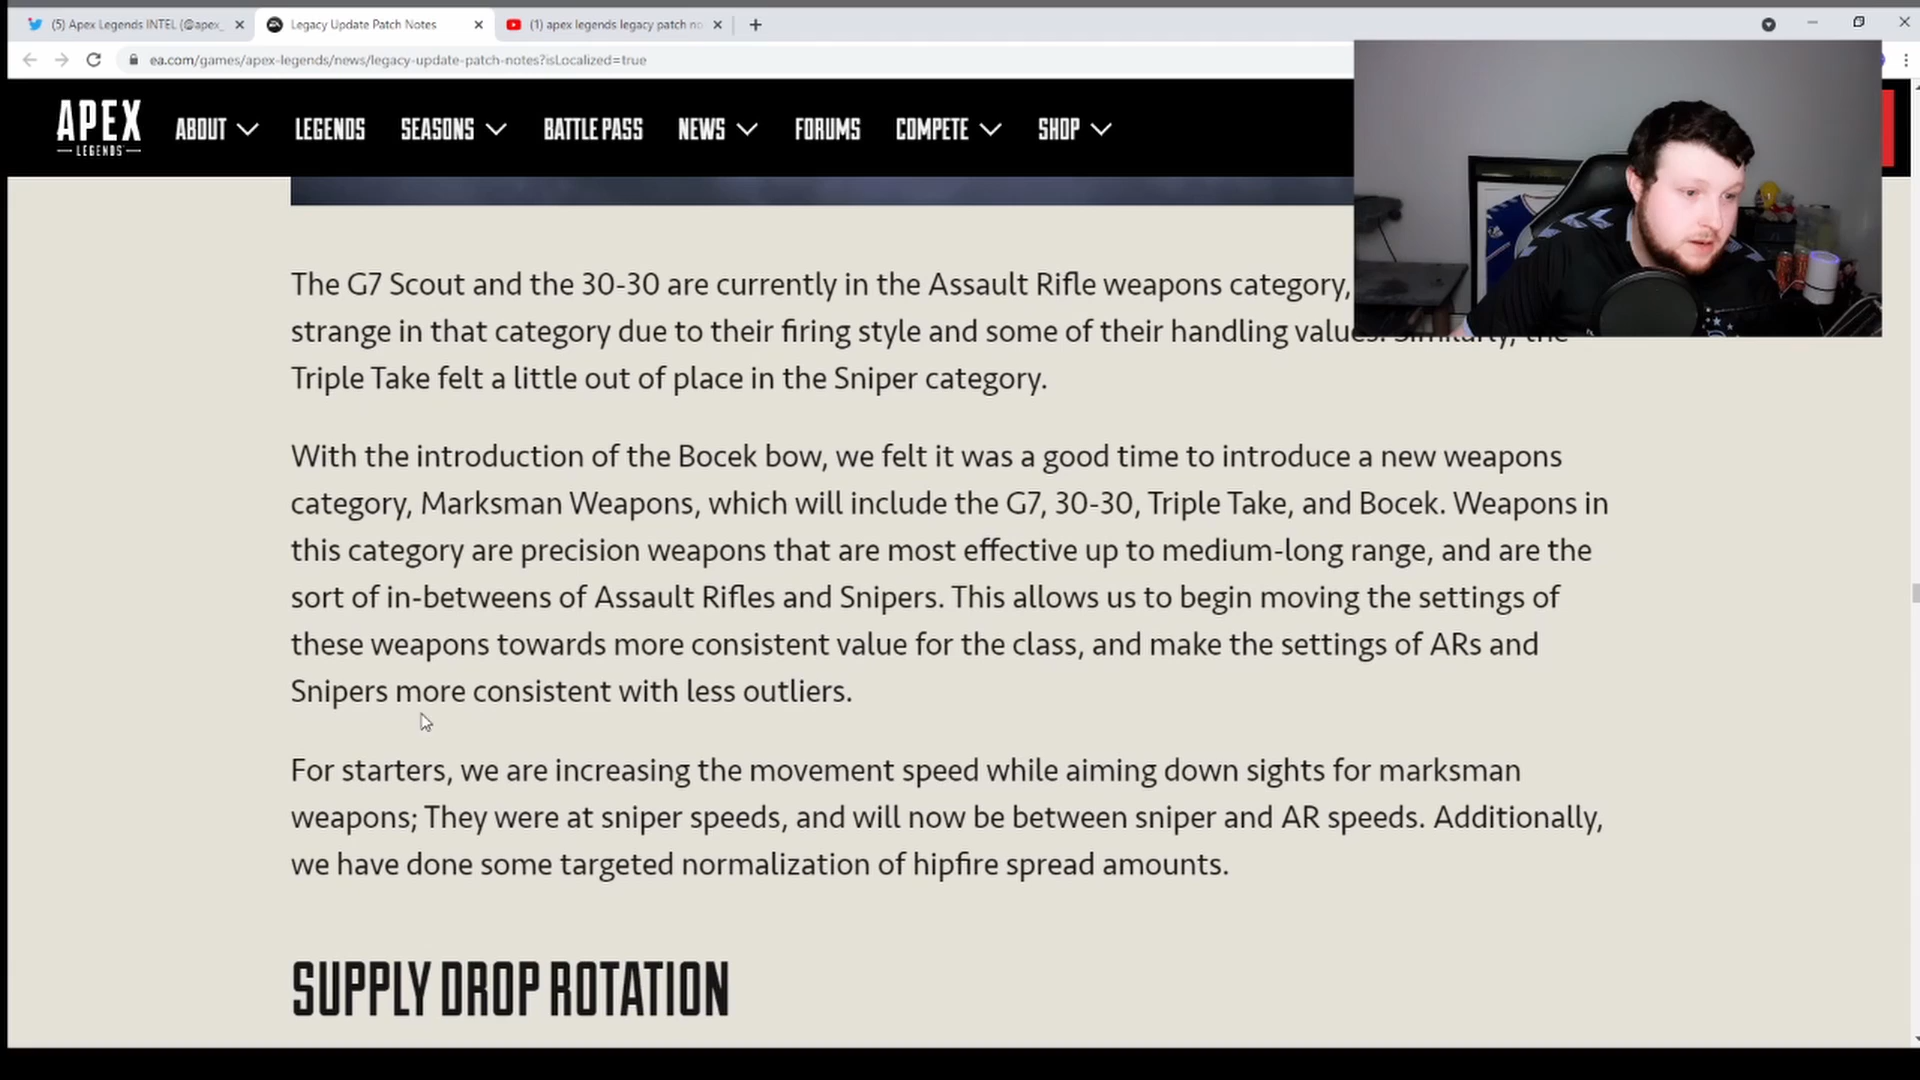 (5) Apex Legends INTEL (@apex_
Legacy Update Patch Notes
(1) apex legends legacy patch no
ea.com/games/apex-legends/news/legacy-update-patch-notes?isLocalized=true
APEX
LEGENDS
ABOUT
LEGENDS
SEASONS
BATTLE PASS
NEWS
FORUMS
COMPETE
SHOP
The G7 Scout and the 30-30 are currently in the Assault Rifle weapons category,
strange in that category due to their firing style and some of their handling values. Similarly, the
Triple Take felt a little out of place in the Sniper category.
With the introduction of the Bocek bow, we felt it was a good time to introduce a new weapons
category, Marksman Weapons, which will include the G7, 30-30, Triple Take, and Bocek. Weapons in
this category are precision weapons that are most effective up to medium-long range, and are the
sort of in-betweens of Assault Rifles and Snipers. This allows us to begin moving the settings of
these weapons towards more consistent value for the class, and make the settings of ARs and
Snipers more consistent with less outliers.
For starters, we are increasing the movement speed while aiming down sights for marksman
weapons; They were at sniper speeds, and will now be between sniper and AR speeds. Additionally,
we have done some targeted normalization of hipfire spread amounts.
SUPPLY DROP ROTATION